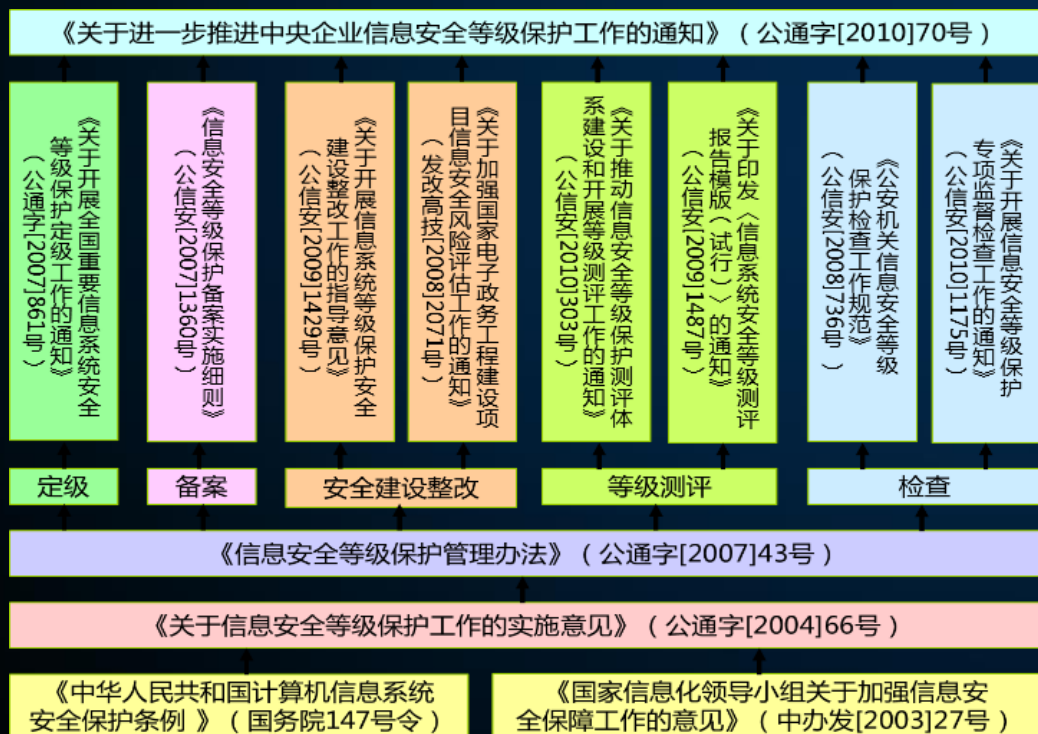 《关于进一步推进中央企业信息安全等级保护工作的通知》（公通字[2010]70号）
《关于开展全国重要信息系统安全
等级保护定级工作的通知》
（公通字[2007]861号）
《信息安全等级保护备案实施细则》
（公信安[2007]1360号）
《关于开展信息系统等级保护安全
建设整改工作的指导意见》
（公信安[2009]1429号）
《关于加强国家电子政务工程建设项
目信息安全风险评估工作的通知》
（发改高技[2008]2071号）
《关于推动信息安全等级保护测评体
系建设和开展等级测评工作的通知》
（公信安[2010]303号）
《关于印发〈信息系统安全等级测评
报告模版（试行）〉的通知》
（公信安[2009]1487号）
《公安机关信息安全等级
保护检查工作规范》
（公信安[2008]736号）
《关于开展信息安全等级保护
专项监督检查工作的通知》
（公信安[2010]1175号）
定级
备案
安全建设整改
等级测评
检查
《信息安全等级保护管理办法》（公通字[2007]43号）
《关于信息安全等级保护工作的实施意见》（公通字[2004]66号）
《中华人民共和国计算机信息系统
安全保护条例 》（国务院147号令）
《国家信息化领导小组关于加强信息安
全保障工作的意见》（中办发[2003]27号）